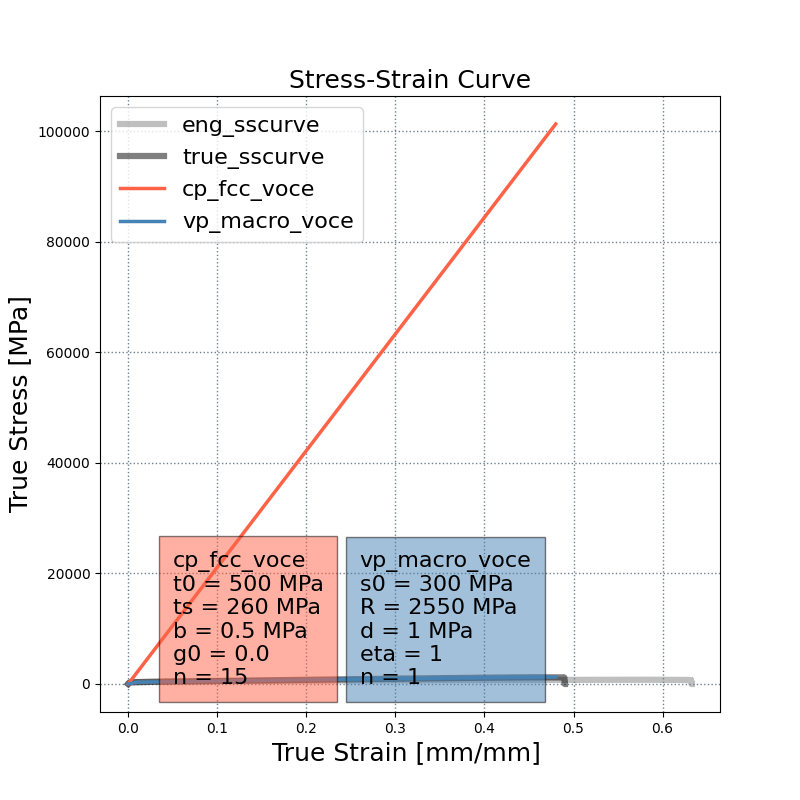 Stress-Strain Curve
eng_sscurve
true_sscurve
cp_fcc_voce
vp_macro_voce
True Stress [MPa]
100000
80000
60000
40000
20000
0
cp_fcc_voce
t0 = 500 MPa
ts = 260 MPa
b = 0.5 MPa
g0 = 0.0
n = 15
vp_macro_voce
s0 = 300 MPa
R = 2550 MPa
d = 1 MPa
eta = 1
n = 1
0.0 0.1 0.2 0.3 0.4 0.5 0.6
True Strain [mm/mm]